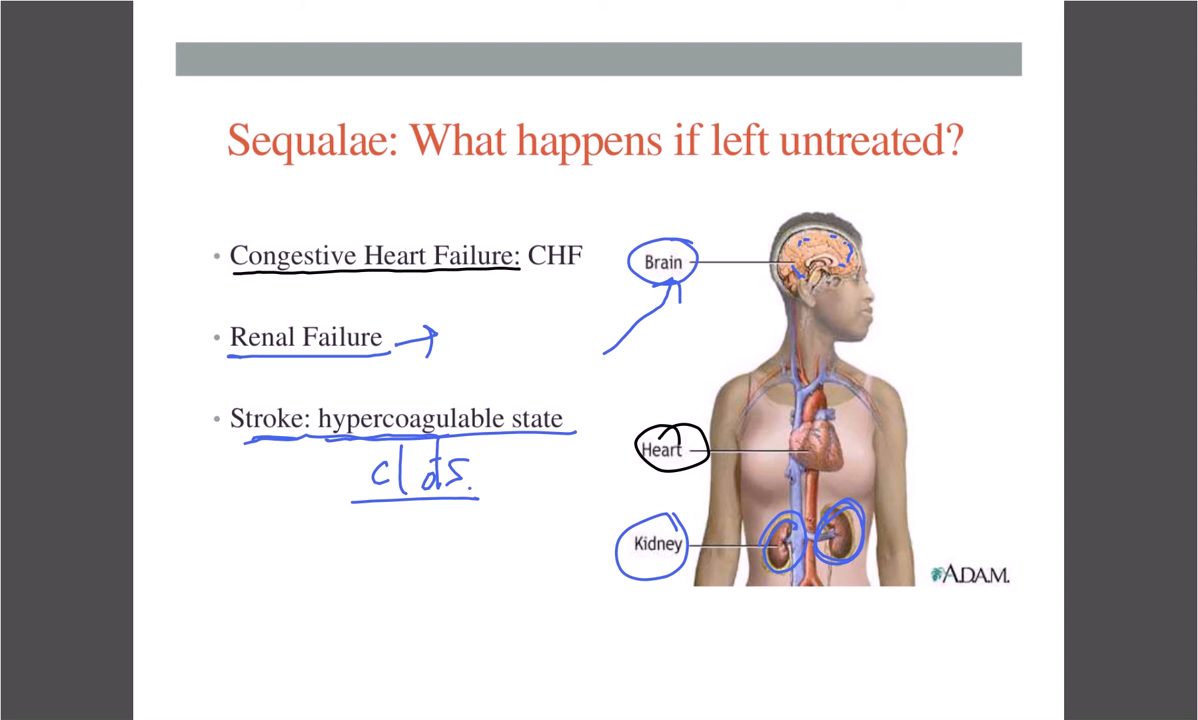 Sequalae: What happens if left untreated?
• Congestive Heart Failure: CHF
• Renal Failure
• Stroke: hypercoagulable state
clots.
Brain
Heart
Kidney
ADAM.